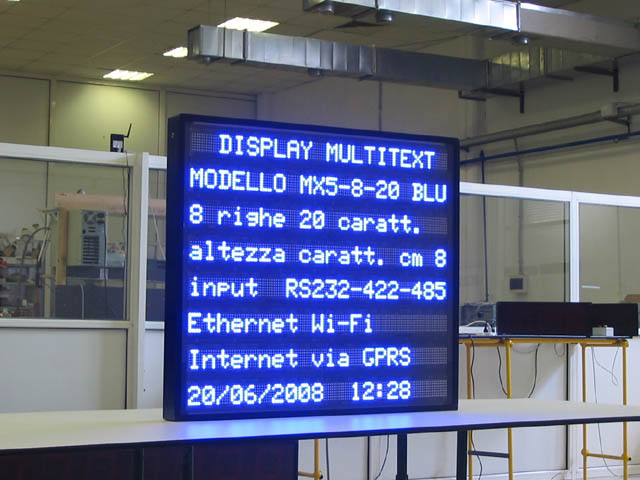 DISPLAY MULTITEXT
MODELLO MX5-8-20 BLU
8 righe 20 caratt.
altezza caratt. cm 8
input RS232-422-485
Ethernet Wi-Fi
Internet via GPRS
20/06/2008 12:28